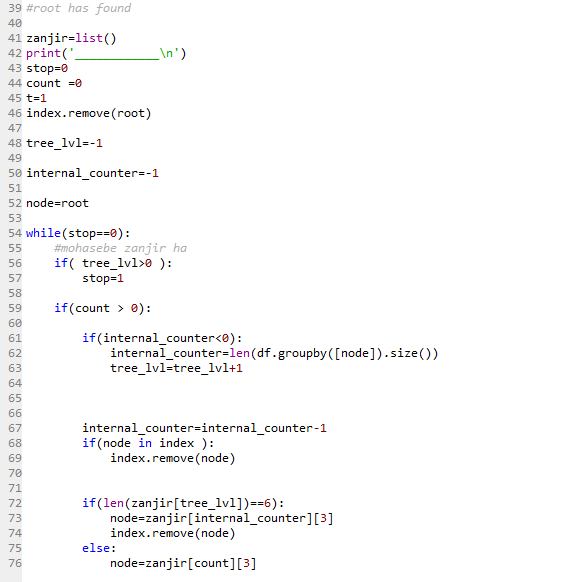 39 #root has found
40
41 zanjir=list()
42 print('____________\n')
43 stop=0
44 count =0
45 t=1
46 index.remove(root)
47
48 tree_lvl=-1
49
50 internal_counter=-1
51
52 node=root
53
54 while(stop==0):
55     #mohasebe zanjir ha
56     if( tree_lvl>0 ):
57         stop=1
58
59     if(count > 0):
60
61         if(internal_counter<0):
62             internal_counter=len(df.groupby([node]).size())
63             tree_lvl=tree_lvl+1
64
65
66
67         internal_counter=internal_counter-1
68         if(node in index ):
69             index.remove(node)
70
71
72         if(len(zanjir[tree_lvl])==6):
73             node=zanjir[internal_counter][3]
74             index.remove(node)
75         else:
76             node=zanjir[count][3]